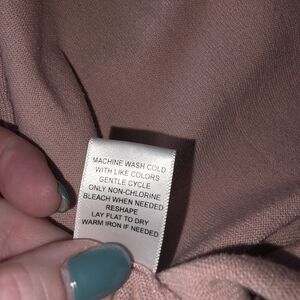 MACHINE WASH COLD
WITH LIKE COLORS
GENTLE CYCLE
ONLY NON-CHLORINE
BLEACH WHEN NEEDED
RESHAPE
LAY FLAT TO DRY
WARM IRON IF NEEDED